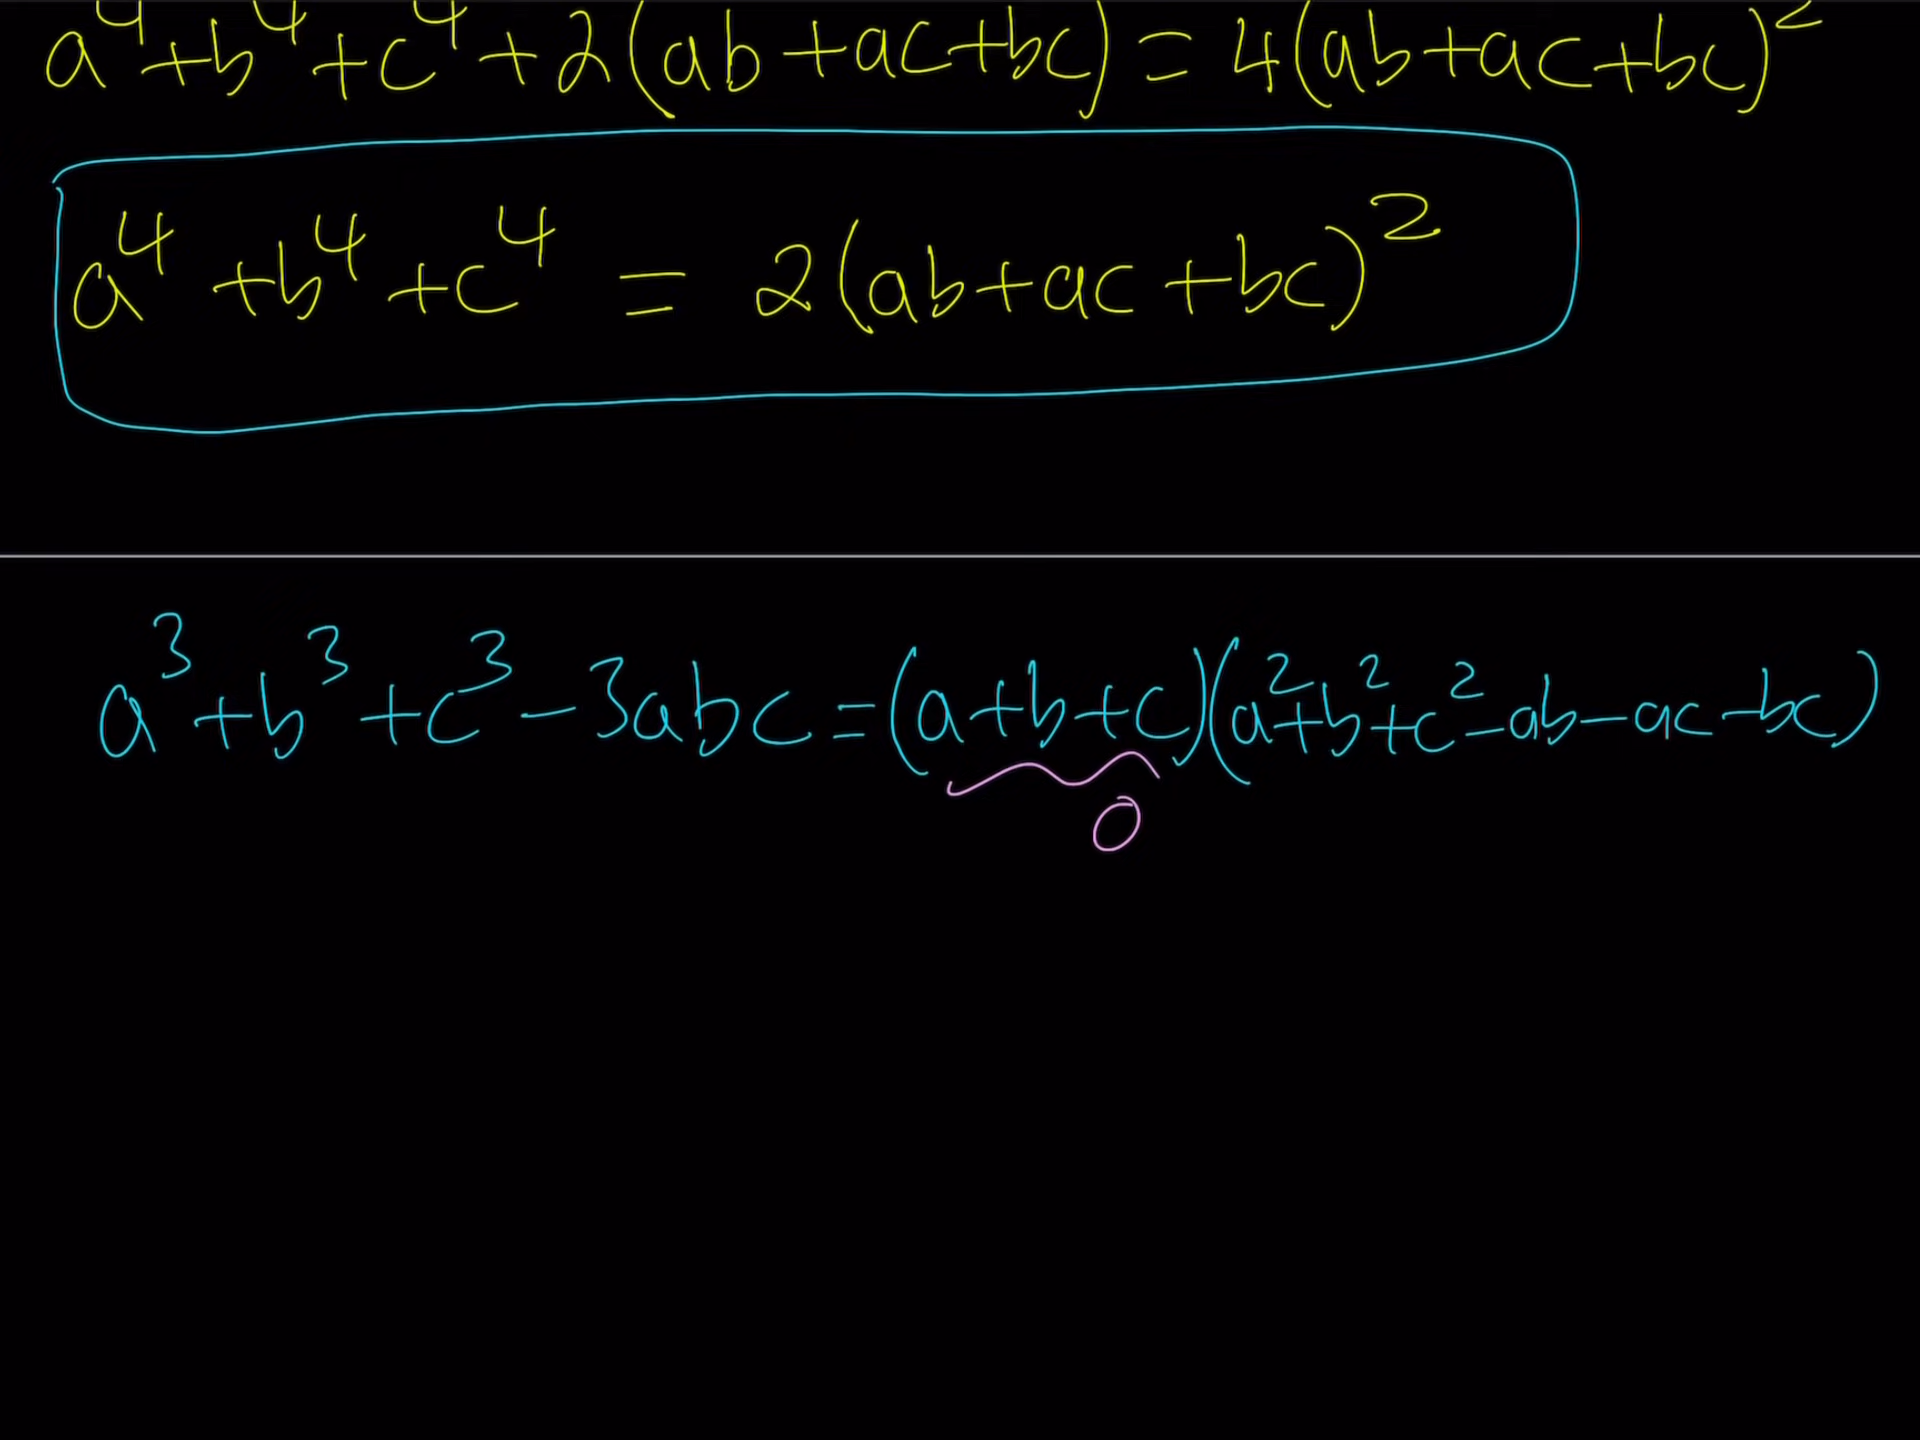 a⁴+b⁴+c⁴+2(ab+ac+bc)=4(ab+ac+bc)²
a⁴+b⁴+c⁴ = 2(ab+ac+bc)²
a³+b³+c³-3abc=(a+b+c)(a²+b²+c²-ab-ac-bc)
0